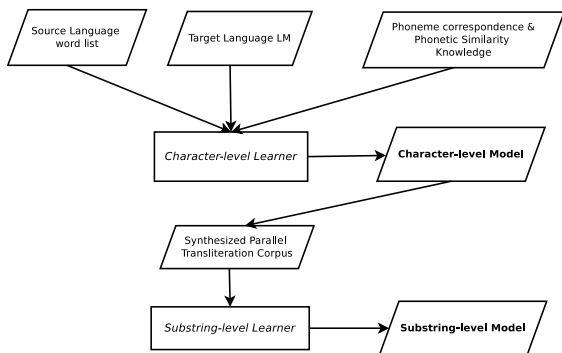 Source Language
word list
Target Language LM
Phoneme correspondence &
Phonetic Similarity
Knowledge
Character-level Learner
Character-level Model
Synthesized Parallel
Transliteration Corpus
Substring-level Learner
Substring-level Model